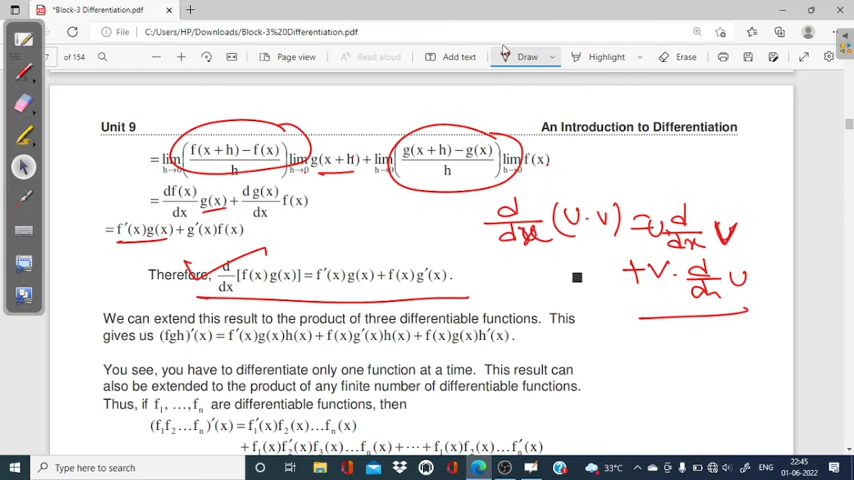 *Block-3 Differentiation.pdf
File
C:/Users/HP/Downloads/Block-3%20Differentiation.pdf
7 of 154
Page view
Read aloud
Add text
Draw
Highlight
Erase
Unit 9 An Introduction to Differentiation
= lim h→0 ( f(x + h) − f(x) / h ) lim h→0 g(x + h) + lim h→0 ( g(x + h) − g(x) / h ) lim h→0 f(x)
= df(x)/dx g(x) + d g(x)/dx f(x)
= f′(x)g(x) + g′(x)f(x)
d/dx (U · V) = U d/dx V
+ V · d/dx U
Therefore, d/dx [f(x)g(x)] = f′(x)g(x) + f(x)g′(x). ■
We can extend this result to the product of three differentiable functions. This
gives us (fgh)′(x) = f′(x)g(x)h(x) + f(x)g′(x)h(x) + f(x)g(x)h′(x).
You see, you have to differentiate only one function at a time. This result can
also be extended to the product of any finite number of differentiable functions.
Thus, if f₁, …, fₙ are differentiable functions, then
(f₁f₂…fₙ)′(x) = f₁′(x)f₂(x)…fₙ(x)
+ f₁(x)f₂′(x)f₃(x)…fₙ(x) + ⋯ + f₁(x)f₂(x)…fₙ′(x)
Type here to search
33°C
ENG
22:45
01-06-2022